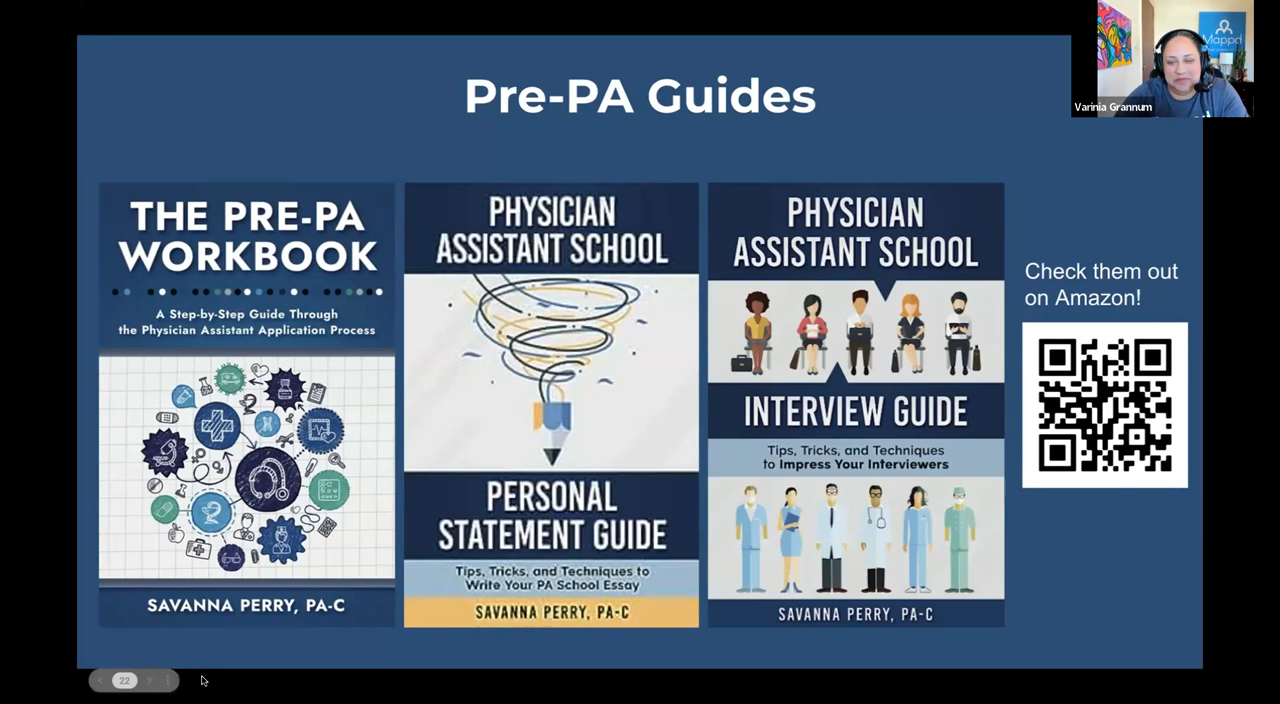 Pre-PA Guides
Mappd
Varinia Grannum
THE PRE-PA
WORKBOOK
A Step-by-Step Guide Through
the Physician Assistant Application Process
SAVANNA PERRY, PA-C
PHYSICIAN
ASSISTANT SCHOOL
PERSONAL
STATEMENT GUIDE
Tips, Tricks, and Techniques to
Write Your PA School Essay
SAVANNA PERRY, PA-C
PHYSICIAN
ASSISTANT SCHOOL
INTERVIEW GUIDE
Tips, Tricks, and Techniques
to Impress Your Interviewers
SAVANNA PERRY, PA-C
Check them out
on Amazon!
22